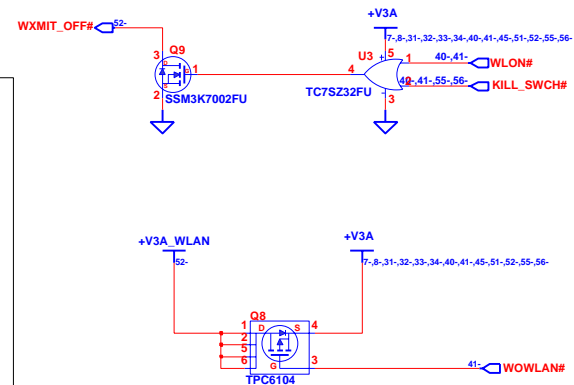 +V3A
WXMIT_OFF# 52-
7-,8-,31-,32-,33-,34-,40-,41-,45-,51-,52-,55-,56-
3 Q9
U3 5
+
1 40-,41- WLON#
G
1 4
2 40-,41-,55-,56- KILL_SWCH#
2 SSM3K7002FU
TC7SZ32FU
-
3
+V3A_WLAN
+V3A
52-
7-,8-,31-,32-,33-,34-,40-,41-,45-,51-,52-,55-,56-
Q8
1 D S 4
2
5
6 G 3 41- WOWLAN#
TPC6104